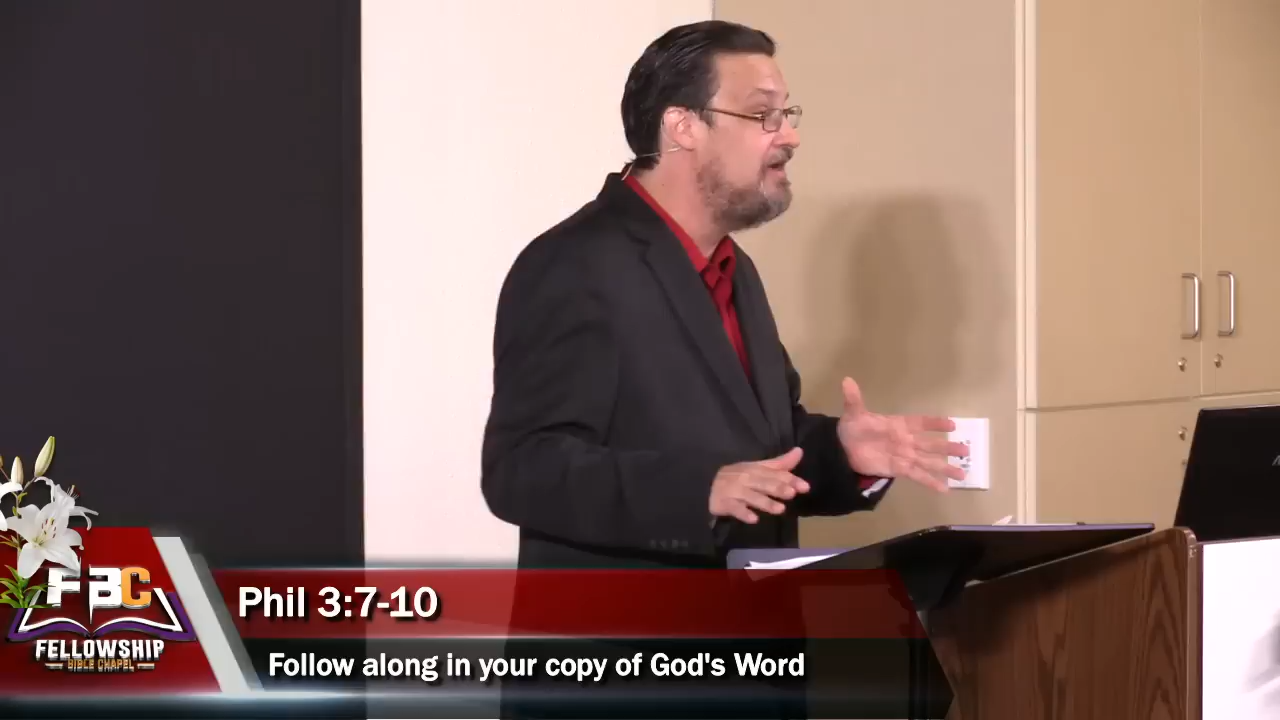 Phil 3:7-10
Follow along in your copy of God's Word
FBC
FELLOWSHIP
BIBLE CHAPEL